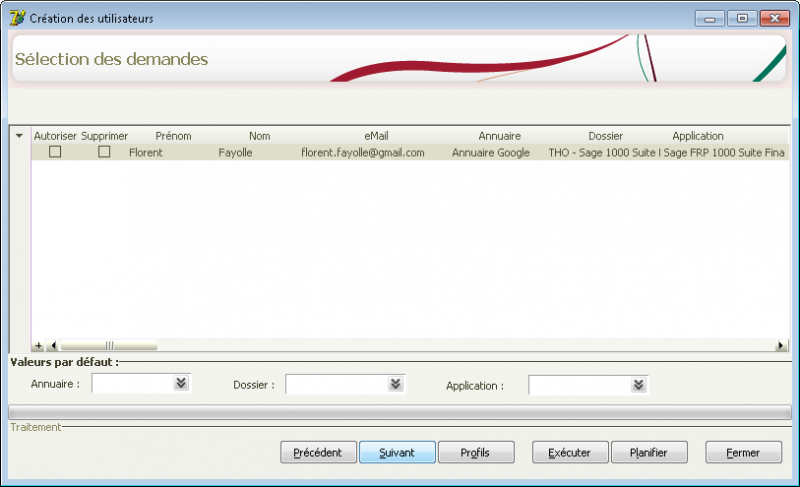 Création des utilisateurs
Sélection des demandes
Autoriser Supprimer Prénom Nom eMail Annuaire Dossier Application
Florent Fayolle florent.fayolle@gmail.com Annuaire Google THO - Sage 1000 Suite I Sage FRP 1000 Suite Fina
Valeurs par défaut :
Annuaire : Dossier : Application :
Traitement
Précédent Suivant Profils Exécuter Planifier Fermer